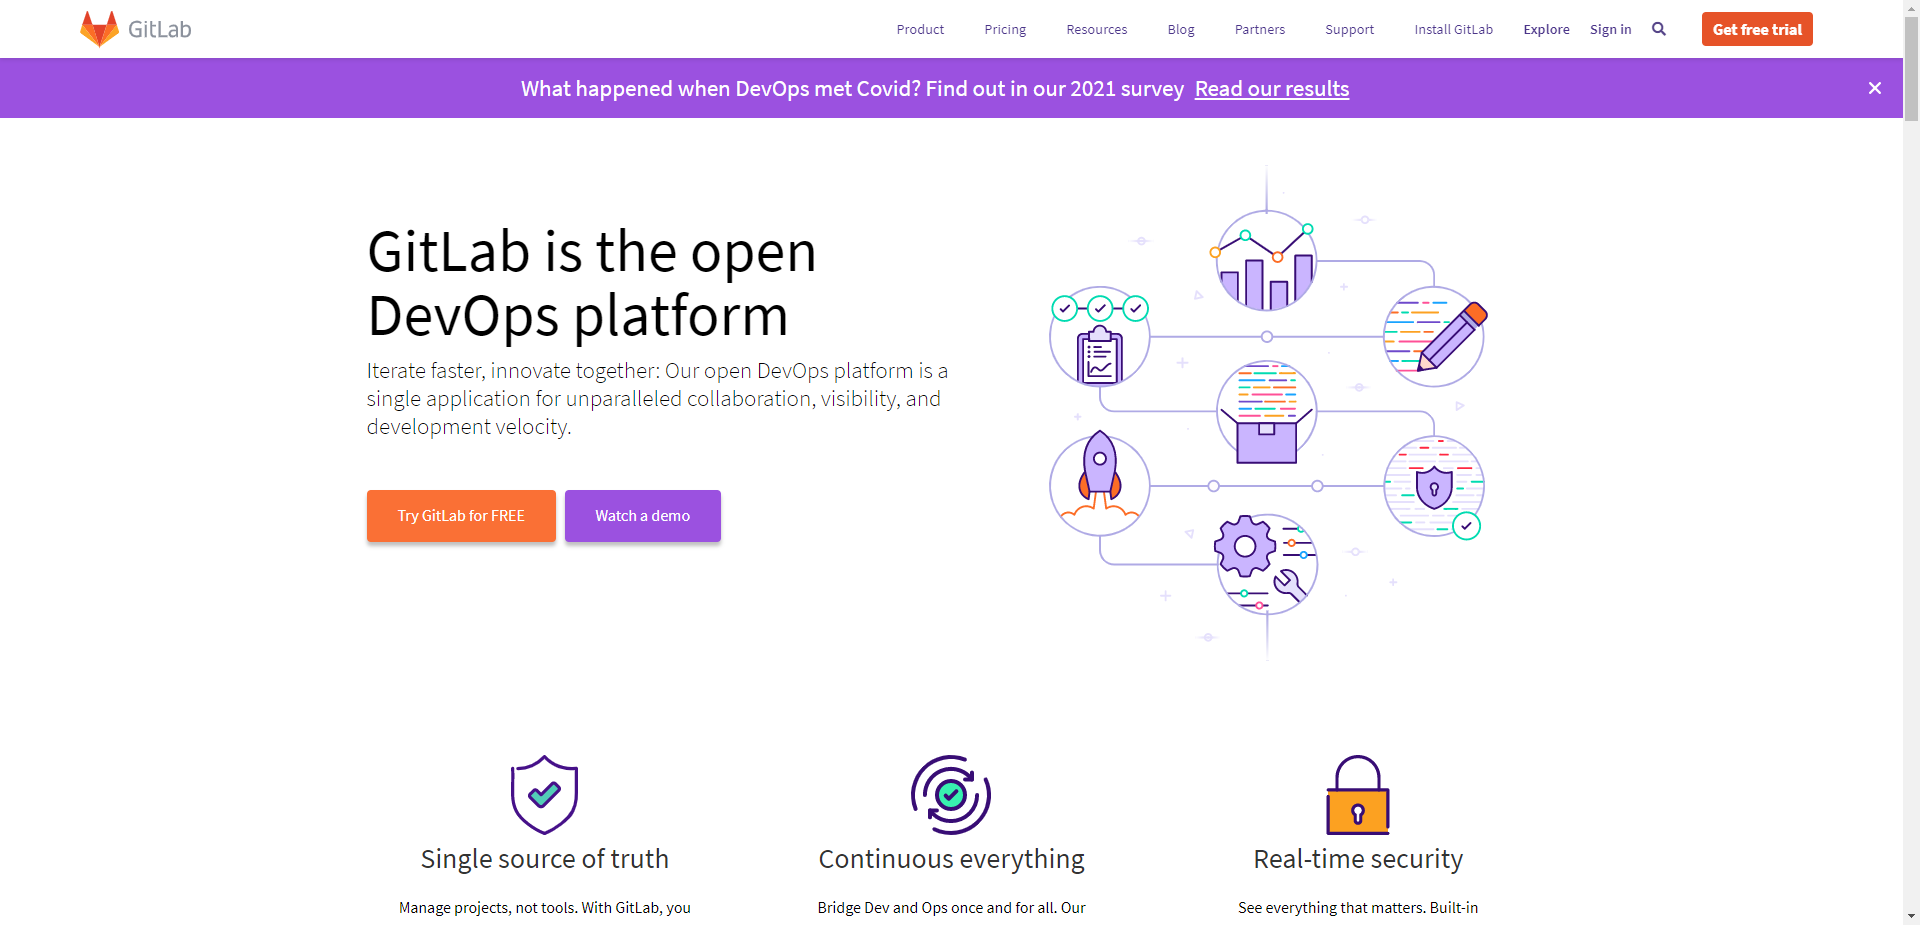 GitLab
Product Pricing Resources Blog Partners Support Install GitLab Explore Sign in Get free trial
What happened when DevOps met Covid? Find out in our 2021 survey Read our results
GitLab is the open
DevOps platform
Iterate faster, innovate together: Our open DevOps platform is a
single application for unparalleled collaboration, visibility, and
development velocity.
Try GitLab for FREE
Watch a demo
Single source of truth
Manage projects, not tools. With GitLab, you
Continuous everything
Bridge Dev and Ops once and for all. Our
Real-time security
See everything that matters. Built-in